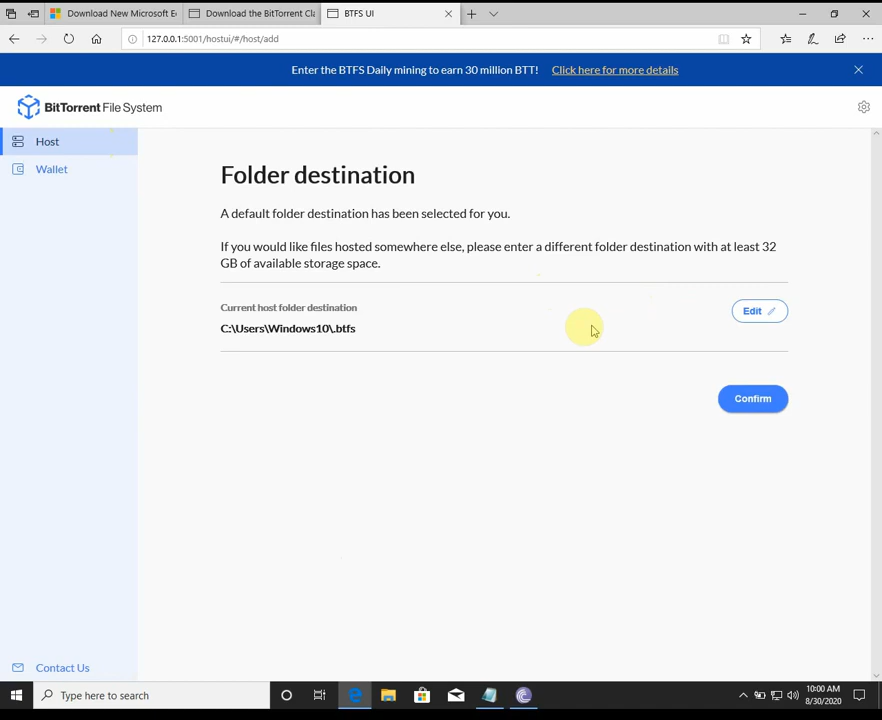 Download New Microsoft E
Download the BitTorrent Cla
BTFS UI
127.0.0.1:5001/hostui/#/host/add
Enter the BTFS Daily mining to earn 30 million BTT! Click here for more details
BitTorrent File System
Host
Wallet
Folder destination
A default folder destination has been selected for you.
If you would like files hosted somewhere else, please enter a different folder destination with at least 32
GB of available storage space.
Current host folder destination
C:\Users\Windows10\.btfs
Edit
Confirm
Contact Us
Type here to search
10:00 AM
8/30/2020